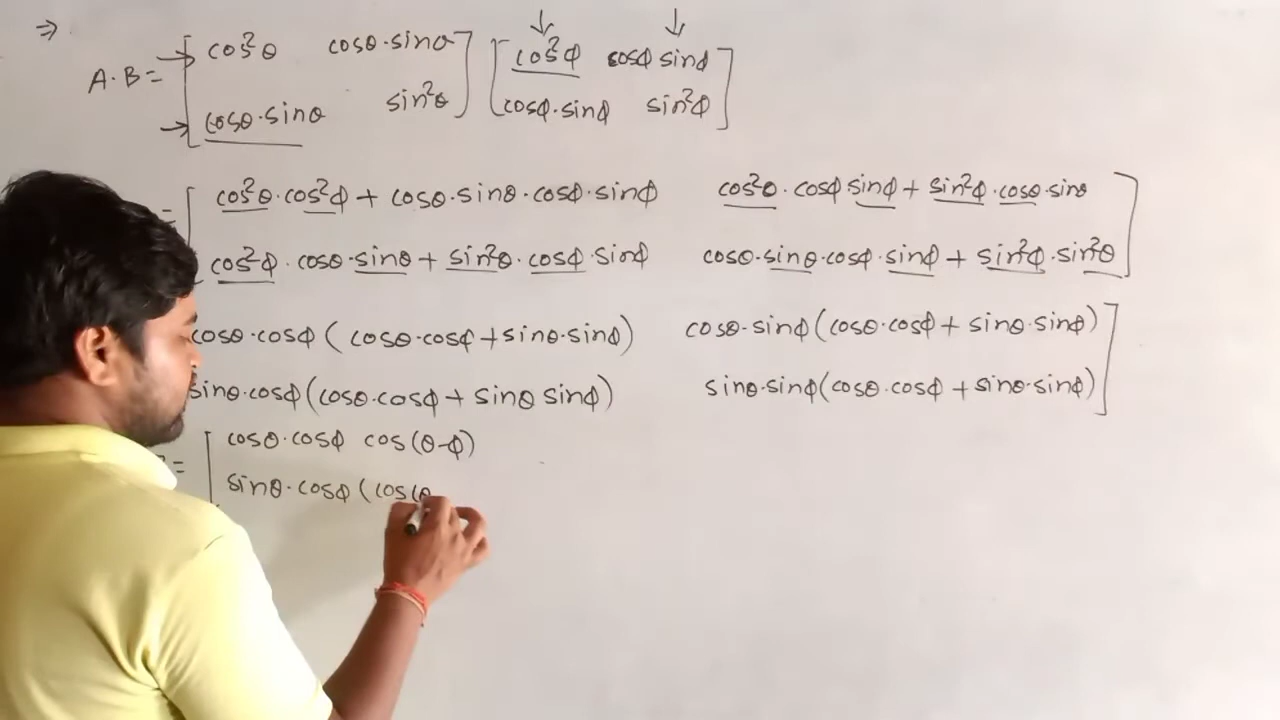 ⇒
A·B = [ cos²θ cosθ·sinθ ] [ cos²φ cosφ sinφ ]
cosθ·sinθ sin²θ cosφ·sinφ sin²φ
= [ cos²θ·cos²φ + cosθ·sinθ·cosφ·sinφ cos²θ·cosφ sinφ + sin²φ·cosθ·sinθ ]
cos²φ·cosθ·sinθ + sin²θ·cosφ·sinφ cosθ·sinθ·cosφ·sinφ + sin²φ·sin²θ
cosθ·cosφ ( cosθ·cosφ + sinθ·sinφ) cosθ·sinφ (cosθ·cosφ + sinθ·sinφ) ]
sinθ·cosφ (cosθ·cosφ + sinθ sinφ) sinθ·sinφ(cosθ·cosφ + sinθ·sinφ)
= [ cosθ·cosφ cos(θ-φ)
sinθ·cosφ (cos(θ